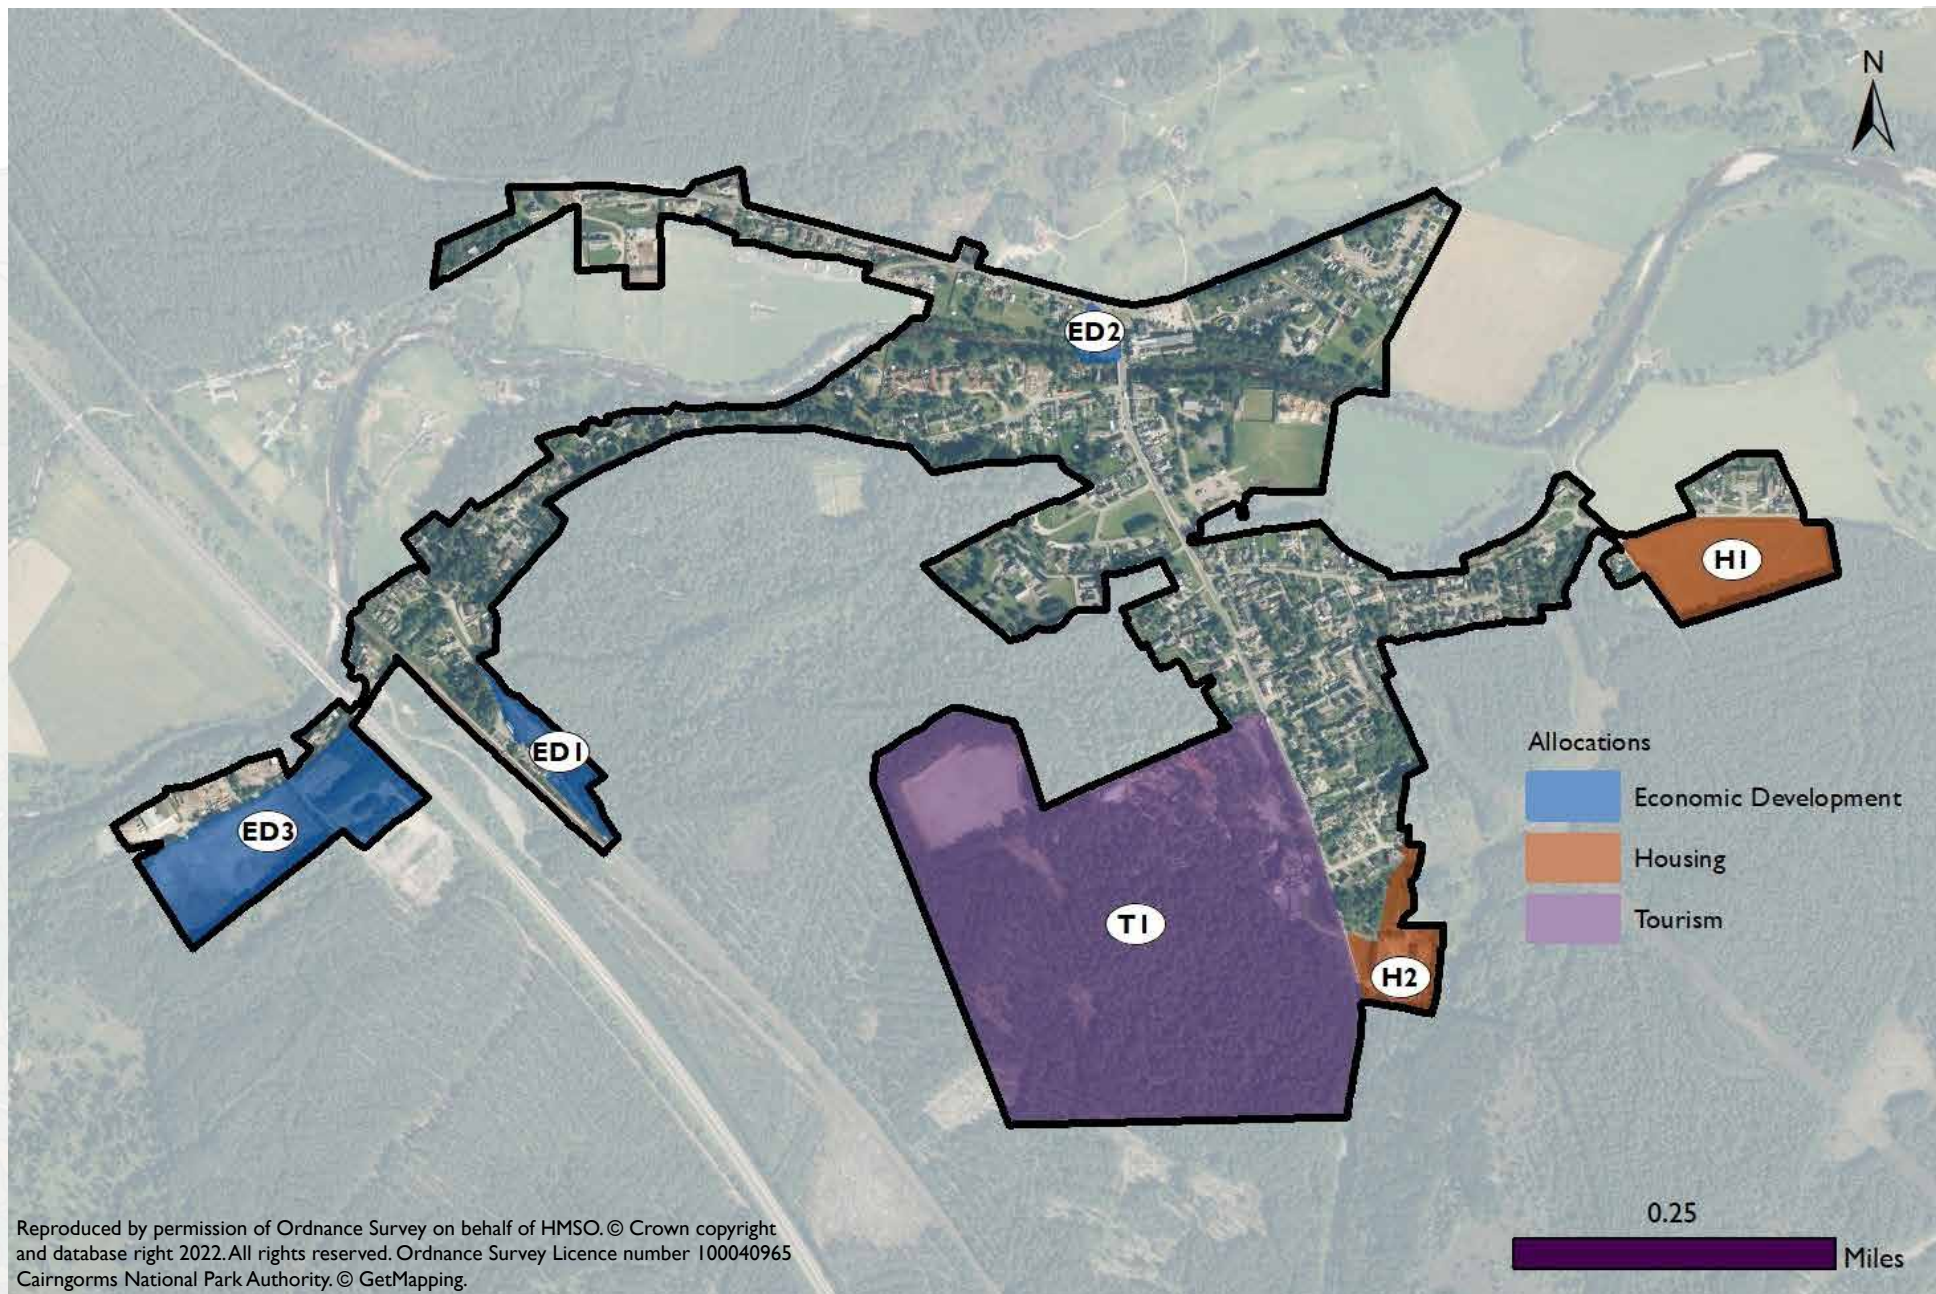 N
ED2
H1
Allocations
ED1
Economic Development
ED3
Housing
T1
Tourism
H2
0.25
Miles
Reproduced by permission of Ordnance Survey on behalf of HMSO. © Crown copyright
and database right 2022. All rights reserved. Ordnance Survey Licence number 100040965
Cairngorms National Park Authority. © GetMapping.